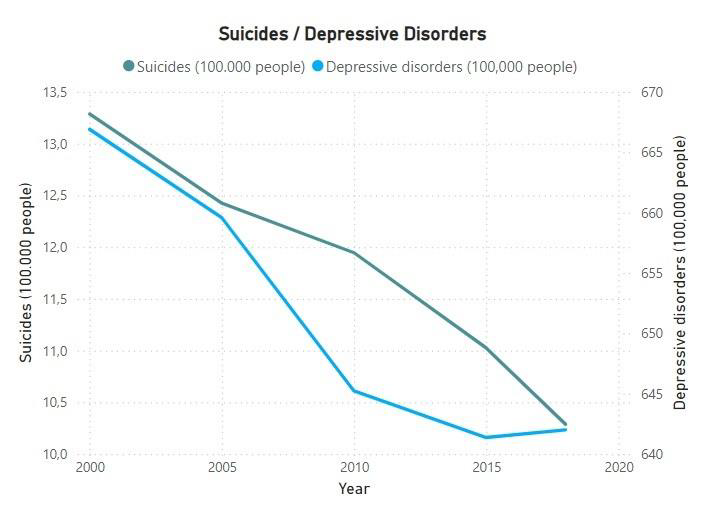 Suicides / Depressive Disorders
Suicides (100.000 people) Depressive disorders (100,000 people)
13,5
13,0
12,5
12,0
11,5
11,0
10,5
10,0
Suicides (100.000 people)
670
665
660
655
650
645
640
Depressive disorders (100,000 people)
2000 2005 2010 2015 2020
Year